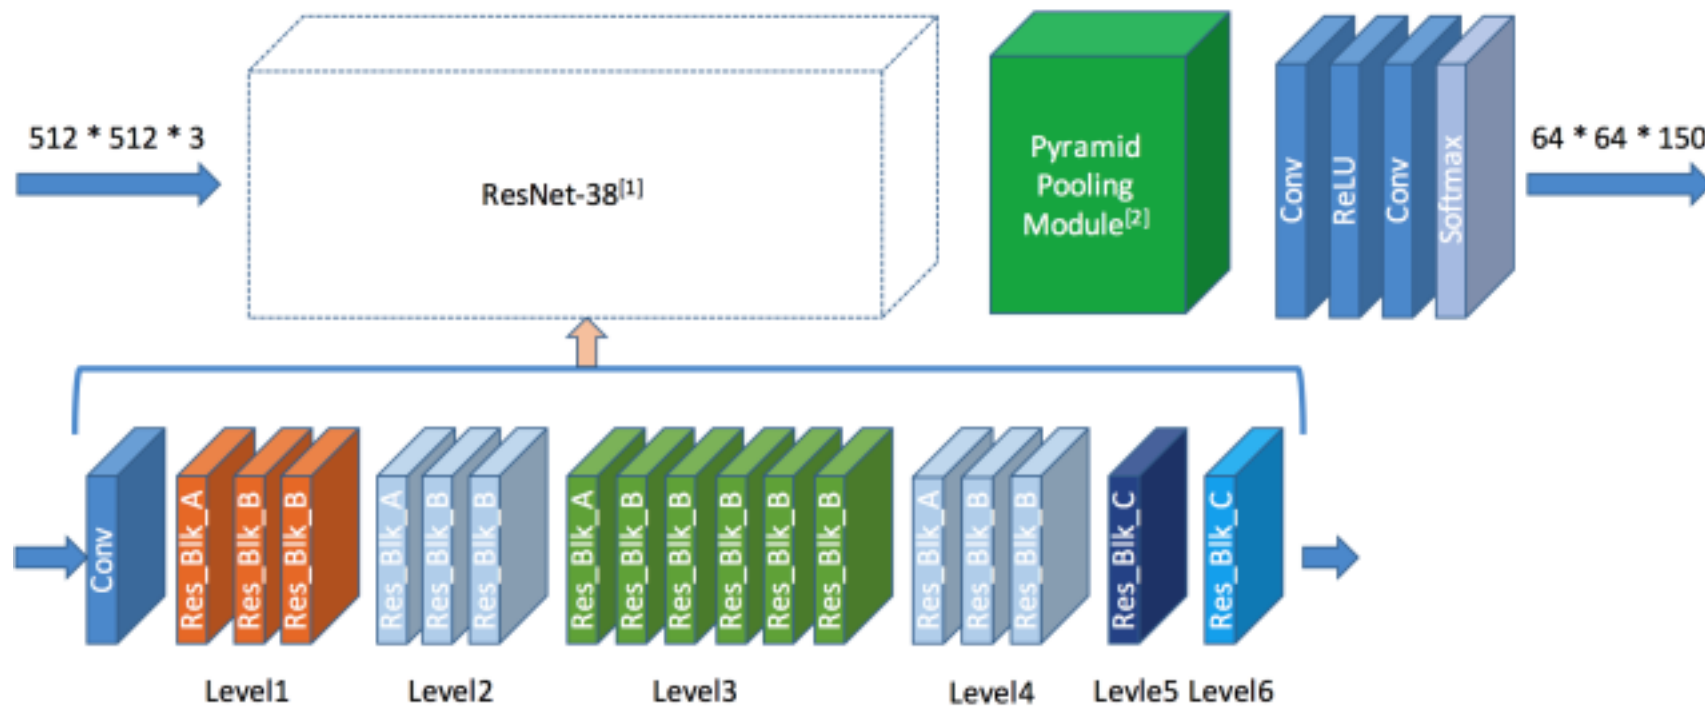 512 * 512 * 3
ResNet-38[1]
Pyramid
Pooling
Module[2]
Conv
ReLU
Conv
Softmax
64 * 64 * 150
Conv
Res_Blk_A
Res_Blk_B
Res_Blk_B
Res_Blk_A
Res_Blk_B
Res_Blk_B
Res_Blk_A
Res_Blk_B
Res_Blk_B
Res_Blk_B
Res_Blk_B
Res_Blk_B
Res_Blk_A
Res_Blk_B
Res_Blk_B
Res_Blk_C
Res_Blk_C
Level1
Level2
Level3
Level4
Levle5
Level6